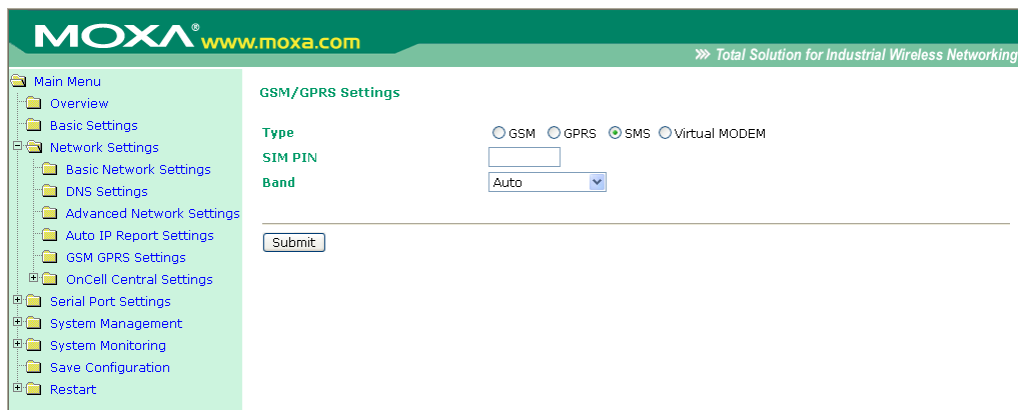 MOXA® www.moxa.com
Total Solution for Industrial Wireless Networking
Main Menu
Overview
Basic Settings
Network Settings
Basic Network Settings
DNS Settings
Advanced Network Settings
Auto IP Report Settings
GSM GPRS Settings
OnCell Central Settings
Serial Port Settings
System Management
System Monitoring
Save Configuration
Restart
GSM/GPRS Settings
Type GSM GPRS SMS Virtual MODEM
SIM PIN
Band Auto
Submit